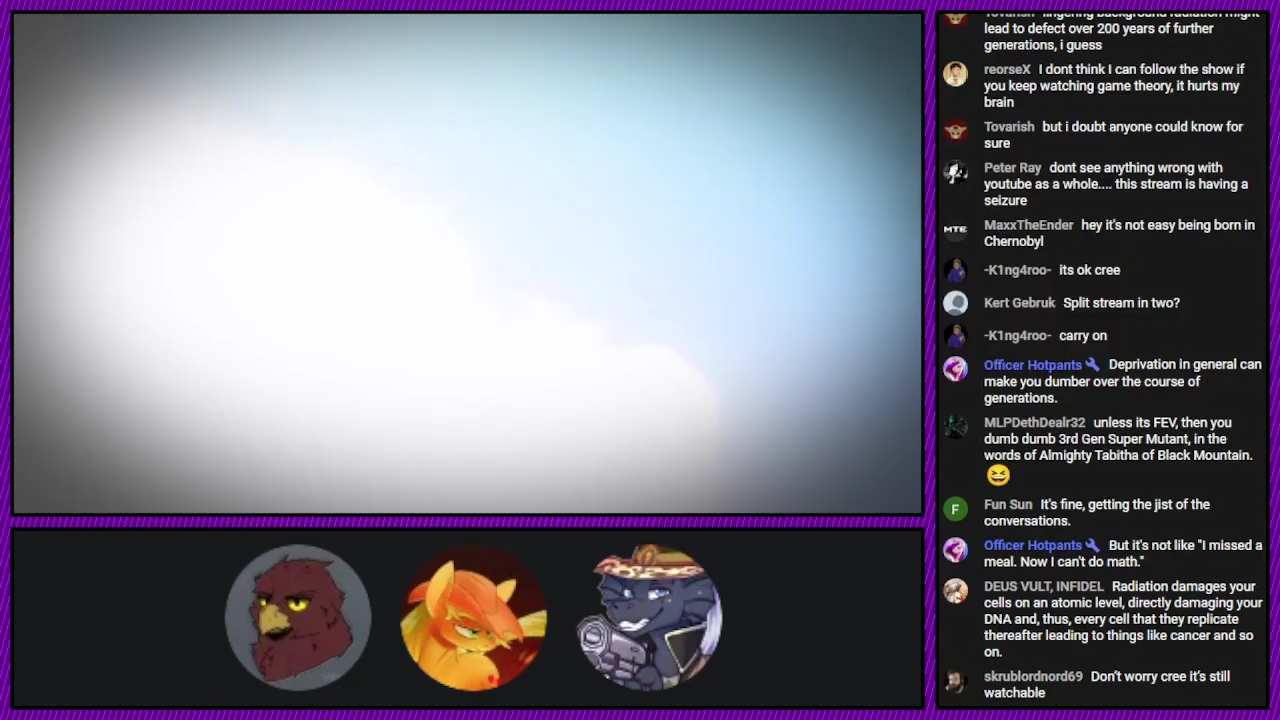 Tovarish lingering background radiation might
lead to defect over 200 years of further
generations, i guess
reorseX I dont think I can follow the show if
you keep watching game theory, it hurts my
brain
Tovarish but i doubt anyone could know for
sure
Peter Ray dont see anything wrong with
youtube as a whole.... this stream is having a
seizure
MTE
MaxxTheEnder hey it's not easy being born in
Chernobyl
-K1ng4roo- its ok cree
Kert Gebruk Split stream in two?
-K1ng4roo- carry on
Officer Hotpants Deprivation in general can
make you dumber over the course of
generations.
MLPDethDealr32 unless its FEV, then you
dumb dumb 3rd Gen Super Mutant, in the
words of Almighty Tabitha of Black Mountain.
😆
F
Fun Sun It's fine, getting the jist of the
conversations.
Officer Hotpants But it's not like "I missed a
meal. Now I can't do math."
DEUS VULT, INFIDEL Radiation damages your
cells on an atomic level, directly damaging your
DNA and, thus, every cell that they replicate
thereafter leading to things like cancer and so
on.
skrublordnord69 Don't worry cree it's still
watchable